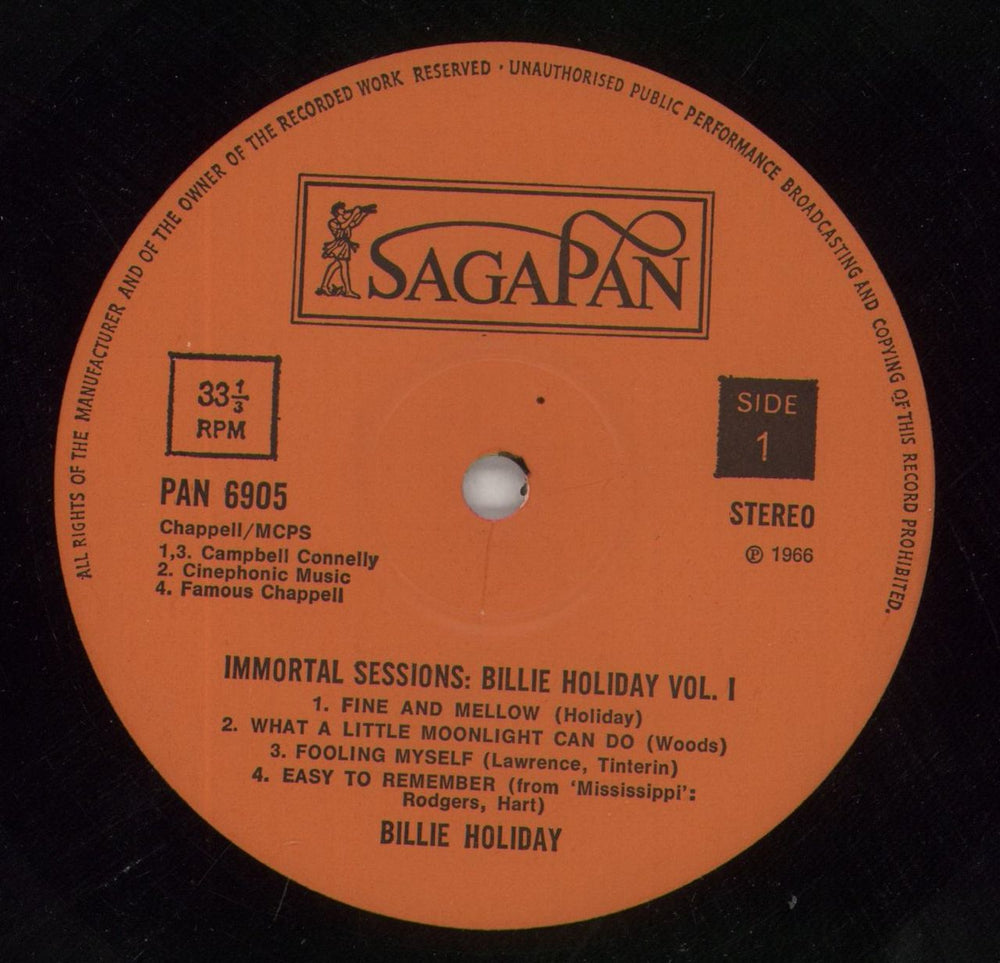 ALL RIGHTS OF THE MANUFACTURER AND OF THE OWNER OF THE RECORDED WORK RESERVED · UNAUTHORISED PUBLIC PERFORMANCE BROADCASTING AND COPYING OF THIS RECORD PROHIBITED.
SAGAPAN
33⅓
RPM
SIDE
1
PAN 6905
STEREO
Chappell/MCPS
℗ 1966
1,3. Campbell Connelly
2. Cinephonic Music
4. Famous Chappell
IMMORTAL SESSIONS: BILLIE HOLIDAY VOL. I
1. FINE AND MELLOW (Holiday)
2. WHAT A LITTLE MOONLIGHT CAN DO (Woods)
3. FOOLING MYSELF (Lawrence, Tinterin)
4. EASY TO REMEMBER (from 'Mississippi':
Rodgers, Hart)
BILLIE HOLIDAY